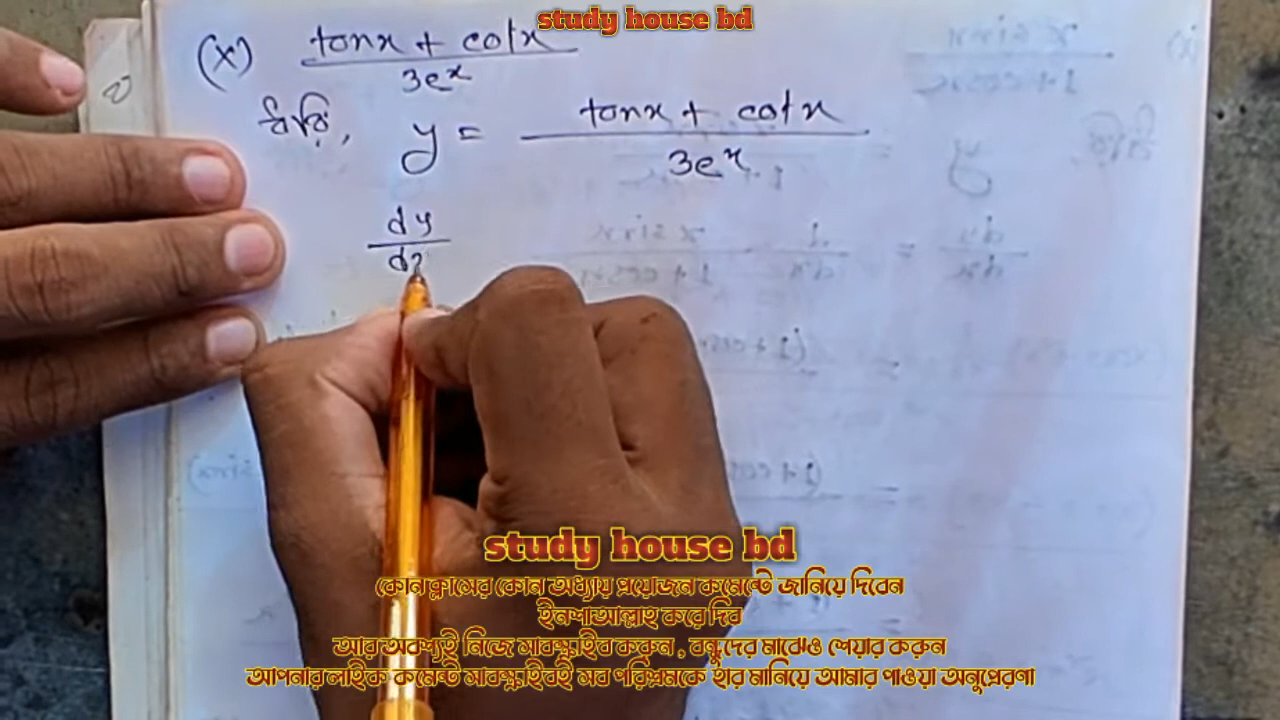 study house bd
(x) tanx + cotx / 3eˣ
ধরি, y = tanx + cotx / 3eˣ
dy / dx
study house bd
কোন ক্লাসের কোন অধ্যায় প্রয়োজন কমেন্টে জানিয়ে দিবেন
ইনশাআল্লাহ করে দিব
আর অবশ্যই নিজে সাবস্ক্রাইব করুন , বন্ধুদের মাঝেও শেয়ার করুন
আপনার লাইক কমেন্ট সাবস্ক্রাইবই সব পরিশ্রমকে হার মানিয়ে আমার পাওয়া অনুপ্রেরণা